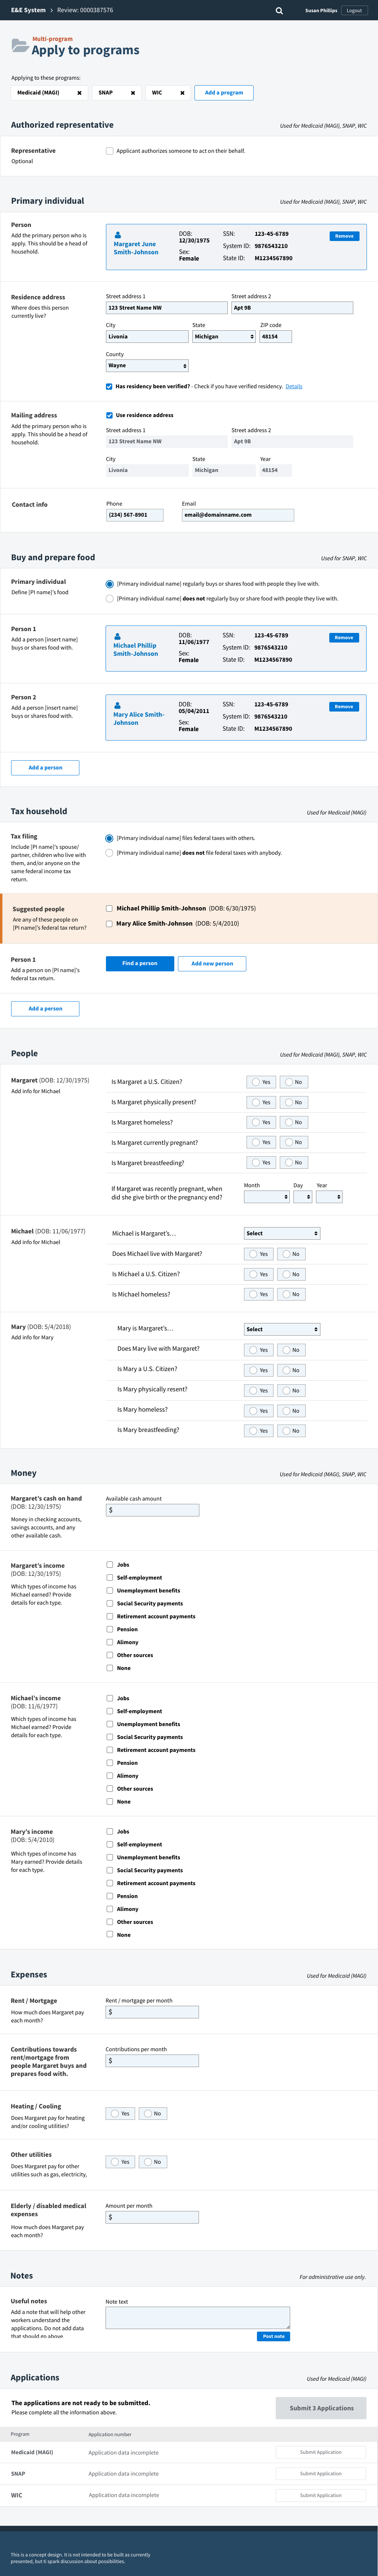 E&E System > Review: 0000387576 Susan Phillips Logout
Multi-program
Apply to programs
Applying to these programs:
Medicaid (MAGI) ✖ SNAP ✖ WIC ✖ Add a program
Authorized representative Used for Medicaid (MAGI), SNAP, WIC
Representative
Optional
Applicant authorizes someone to act on their behalf.
Primary individual Used for Medicaid (MAGI), SNAP, WIC
Person
Add the primary person who is
apply. This should be a head of
household.
Margaret June
Smith-Johnson
DOB:
12/30/1975
Sex:
Female
SSN: 123-45-6789
System ID: 9876543210
State ID: M1234567890
Remove
Residence address
Where does this person
currently live?
Street address 1 Street address 2
123 Street Name NW Apt 9B
City State ZIP code
Livonia Michigan 48154
County
Wayne
Has residency been verified? - Check if you have verified residency. Details
Mailing address
Add the primary person who is
apply. This should be a head of
household.
Use residence address
Street address 1 Street address 2
123 Street Name NW Apt 9B
City State Year
Livonia Michigan 48154
Contact info
Phone Email
(234) 567-8901 email@domainname.com
Buy and prepare food Used for SNAP, WIC
Primary individual
Define [PI name]'s food
[Primary individual name] regularly buys or shares food with people they live with.
[Primary individual name] does not regularly buy or share food with people they live with.
Person 1
Add a person [insert name]
buys or shares food with.
Michael Phillip
Smith-Johnson
DOB:
11/06/1977
Sex:
Female
SSN: 123-45-6789
System ID: 9876543210
State ID: M1234567890
Remove
Person 2
Add a person [insert name]
buys or shares food with.
Mary Alice Smith-
Johnson
DOB:
05/04/2011
Sex:
Female
SSN: 123-45-6789
System ID: 9876543210
State ID: M1234567890
Remove
Add a person
Tax household Used for Medicaid (MAGI)
Tax filing
Include [PI name]'s spouse/
partner, children who live with
them, and/or anyone on the
same federal income tax
return.
[Primary individual name] files federal taxes with others.
[Primary individual name] does not file federal taxes with anybody.
Suggested people
Are any of these people on
[PI name]'s federal tax return?
Michael Phillip Smith-Johnson (DOB: 6/30/1975)
Mary Alice Smith-Johnson (DOB: 5/4/2010)
Person 1
Add a person on [PI name]'s
federal tax return.
Find a person Add new person
Add a person
People Used for Medicaid (MAGI), SNAP, WIC
Margaret (DOB: 12/30/1975)
Add info for Michael
Is Margaret a U.S. Citizen? Yes No
Is Margaret physically present? Yes No
Is Margaret homeless? Yes No
Is Margaret currently pregnant? Yes No
Is Margaret breastfeeding? Yes No
If Margaret was recently pregnant, when
did she give birth or the pregnancy end?
Month Day Year
Michael (DOB: 11/06/1977)
Add info for Michael
Michael is Margaret's... Select
Does Michael live with Margaret? Yes No
Is Michael a U.S. Citizen? Yes No
Is Michael homeless? Yes No
Mary (DOB: 5/4/2018)
Add info for Mary
Mary is Margaret's... Select
Does Mary live with Margaret? Yes No
Is Mary a U.S. Citizen? Yes No
Is Mary physically resent? Yes No
Is Mary homeless? Yes No
Is Mary breastfeeding? Yes No
Money Used for Medicaid (MAGI), SNAP, WIC
Margaret's cash on hand
(DOB: 12/30/1975)
Money in checking accounts,
savings accounts, and any
other available cash.
Available cash amount
$
Margaret's income
(DOB: 12/30/1975)
Which types of income has
Michael earned? Provide
details for each type.
Jobs
Self-employment
Unemployment benefits
Social Security payments
Retirement account payments
Pension
Alimony
Other sources
None
Michael's income
(DOB: 11/6/1977)
Which types of income has
Michael earned? Provide
details for each type.
Jobs
Self-employment
Unemployment benefits
Social Security payments
Retirement account payments
Pension
Alimony
Other sources
None
Mary's income
(DOB: 5/4/2010)
Which types of income has
Mary earned? Provide details
for each type.
Jobs
Self-employment
Unemployment benefits
Social Security payments
Retirement account payments
Pension
Alimony
Other sources
None
Expenses Used for Medicaid (MAGI)
Rent / Mortgage
How much does Margaret pay
each month?
Rent / mortgage per month
$
Contributions towards
rent/mortgage from
people Margaret buys and
prepares food with.
Contributions per month
$
Heating / Cooling
Does Margaret pay for heating
and/or cooling utilities?
Yes No
Other utilities
Does Margaret pay for other
utilities such as gas, electricity,
Yes No
Elderly / disabled medical
expenses
How much does Margaret pay
each month?
Amount per month
$
Notes For administrative use only.
Useful notes
Add a note that will help other
workers understand the
applications. Do not add data
that should go above.
Note text
Post note
Applications Used for Medicaid (MAGI)
The applications are not ready to be submitted.
Please complete all the information above.
Submit 3 Applications
Program Application number
Medicaid (MAGI) Application data incomplete Submit Application
SNAP Application data incomplete Submit Application
WIC Application data incomplete Submit Application
This is a concept design. It is not intended to be built as currently
presented, but ti spark discussion about possibilities.